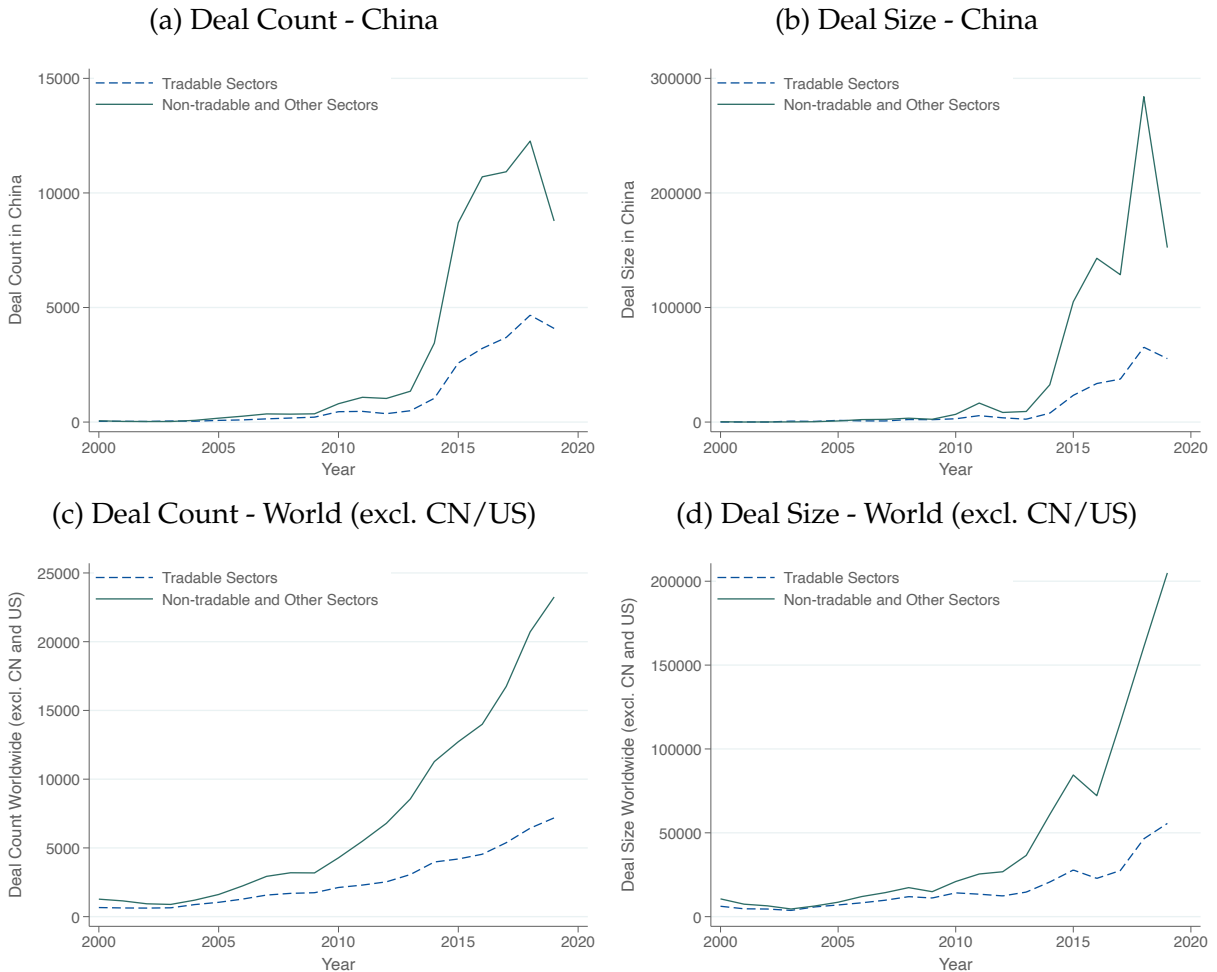 (a) Deal Count - China
15000
10000
5000
0
Deal Count in China
Tradable Sectors
Non-tradable and Other Sectors
2000 2005 2010 2015 2020
Year
(b) Deal Size - China
300000
200000
100000
0
Deal Size in China
Tradable Sectors
Non-tradable and Other Sectors
2000 2005 2010 2015 2020
Year
(c) Deal Count - World (excl. CN/US)
25000
20000
15000
10000
5000
0
Deal Count Worldwide (excl. CN and US)
Tradable Sectors
Non-tradable and Other Sectors
2000 2005 2010 2015 2020
Year
(d) Deal Size - World (excl. CN/US)
200000
150000
100000
50000
0
Deal Size Worldwide (excl. CN and US)
Tradable Sectors
Non-tradable and Other Sectors
2000 2005 2010 2015 2020
Year